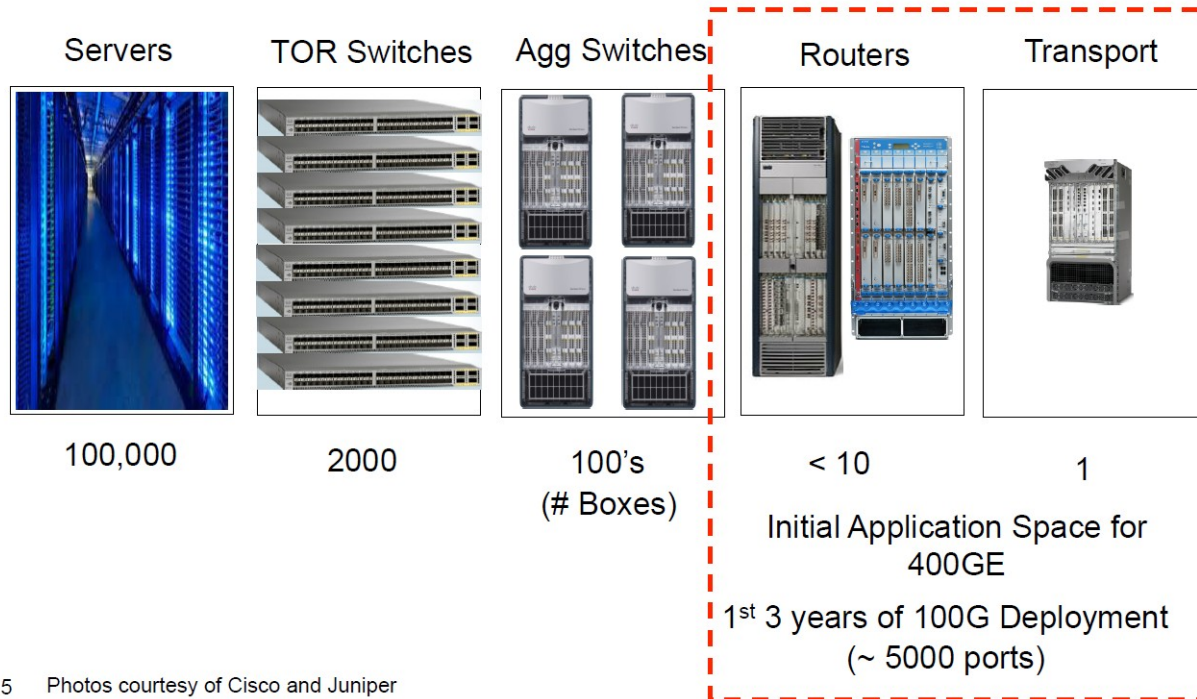 Servers
TOR Switches
Agg Switches
Routers
Transport
100,000
2000
100's
(# Boxes)
< 10
1
Initial Application Space for
400GE
1st 3 years of 100G Deployment
(~ 5000 ports)
5 Photos courtesy of Cisco and Juniper